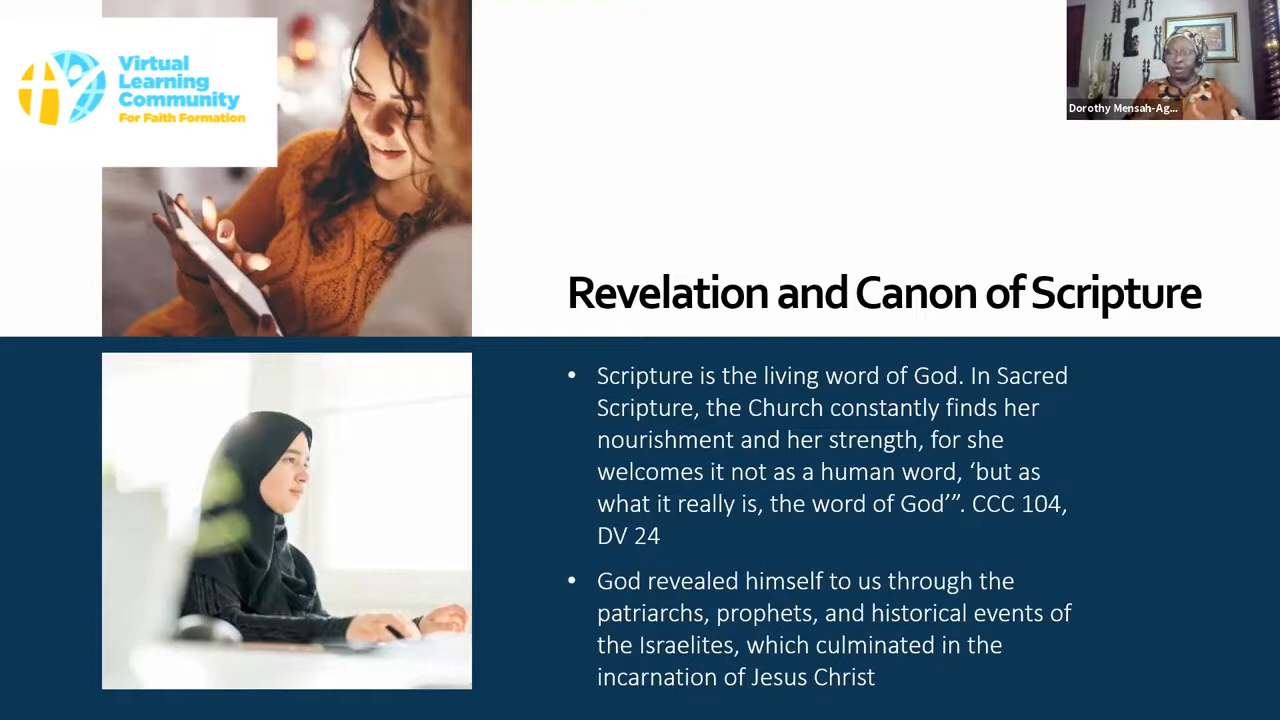 Virtual
Learning
Community
For Faith Formation
Dorothy Mensah-Ag...
Revelation and Canon of Scripture
• Scripture is the living word of God. In Sacred
Scripture, the Church constantly finds her
nourishment and her strength, for she
welcomes it not as a human word, ‘but as
what it really is, the word of God’”. CCC 104,
DV 24
• God revealed himself to us through the
patriarchs, prophets, and historical events of
the Israelites, which culminated in the
incarnation of Jesus Christ